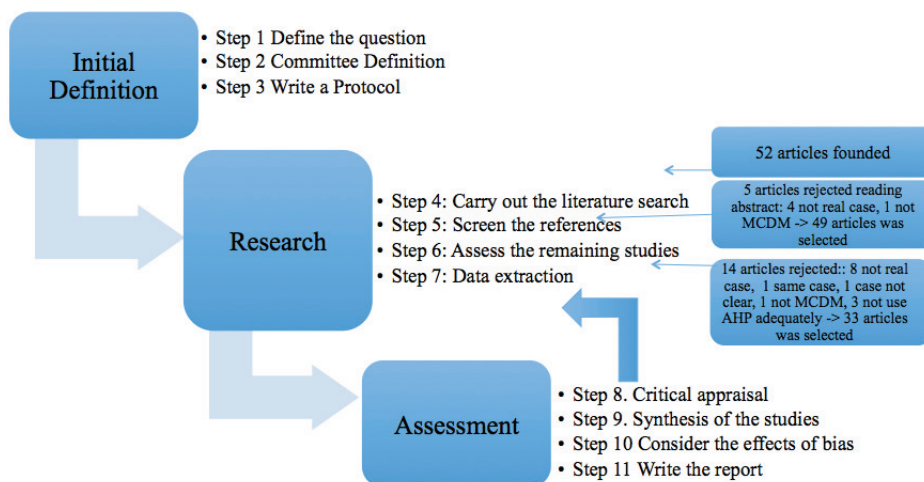 Initial
Definition
• Step 1 Define the question
• Step 2 Committee Definition
• Step 3 Write a Protocol
Research
• Step 4: Carry out the literature search
• Step 5: Screen the references
• Step 6: Assess the remaining studies
• Step 7: Data extraction
52 articles founded
5 articles rejected reading
abstract: 4 not real case, 1 not
MCDM -> 49 articles was
selected
14 articles rejected:: 8 not real
case, 1 same case, 1 case not
clear, 1 not MCDM, 3 not use
AHP adequately -> 33 articles
was selected
Assessment
• Step 8. Critical appraisal
• Step 9. Synthesis of the studies
• Step 10 Consider the effects of bias
• Step 11 Write the report